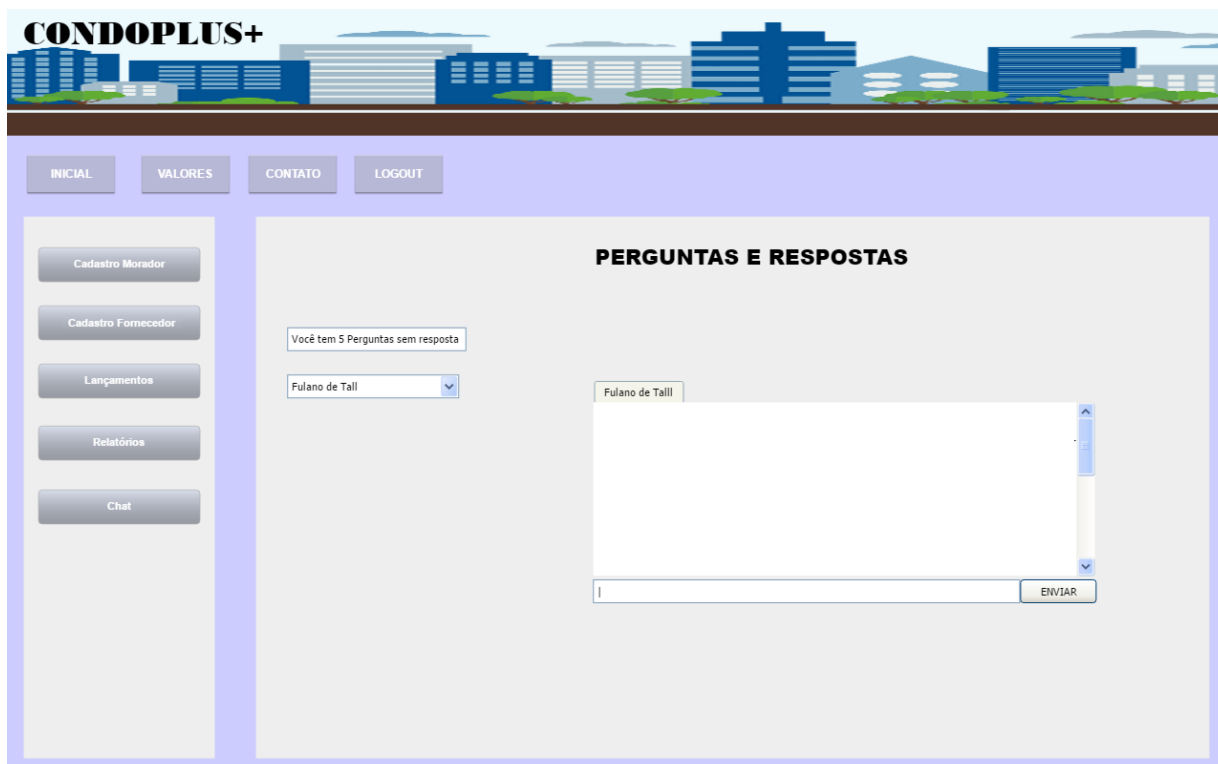 CONDOPLUS+
INICIAL
VALORES
CONTATO
LOGOUT
Cadastro Morador
Cadastro Fornecedor
Lançamentos
Relatórios
Chat
PERGUNTAS E RESPOSTAS
Você tem 5 Perguntas sem resposta
Fulano de Tall
Fulano de Talll
ENVIAR